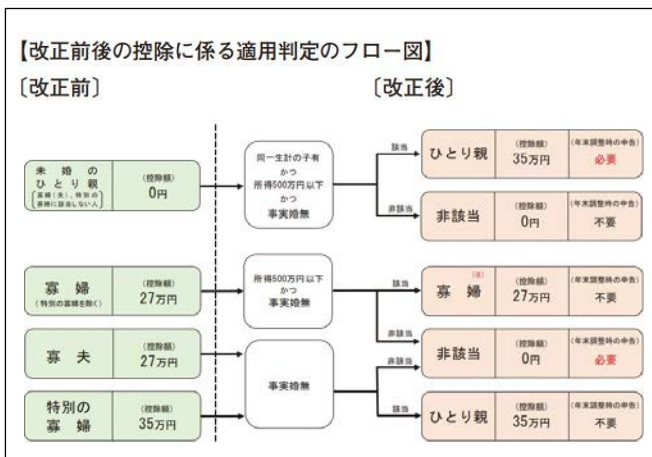 【改正前後の控除に係る適用判定のフロー図】
〔改正前〕
〔改正後〕
未婚の
ひとり親
寡婦(夫)、特別の
寡婦に該当しない人
(控除額)
0円
同一生計の子有
かつ
所得500万円以下
かつ
事実婚無
該当
ひとり親
(控除額)
35万円
(年末調整時の申告)
必要
非該当
非該当
(控除額)
0円
(年末調整時の申告)
不要
寡婦
(特別の寡婦を除く)
(控除額)
27万円
所得500万円以下
かつ
事実婚無
該当
(注)
寡婦
(控除額)
27万円
(年末調整時の申告)
不要
寡夫
(控除額)
27万円
事実婚無
非該当
非該当
非該当
(控除額)
0円
(年末調整時の申告)
必要
特別の
寡婦
(控除額)
35万円
該当
ひとり親
(控除額)
35万円
(年末調整時の申告)
不要